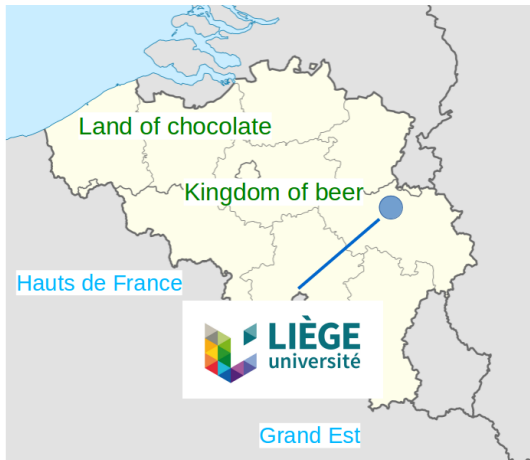 Land of chocolate
Kingdom of beer
Hauts de France
LIÈGE
université
Grand Est